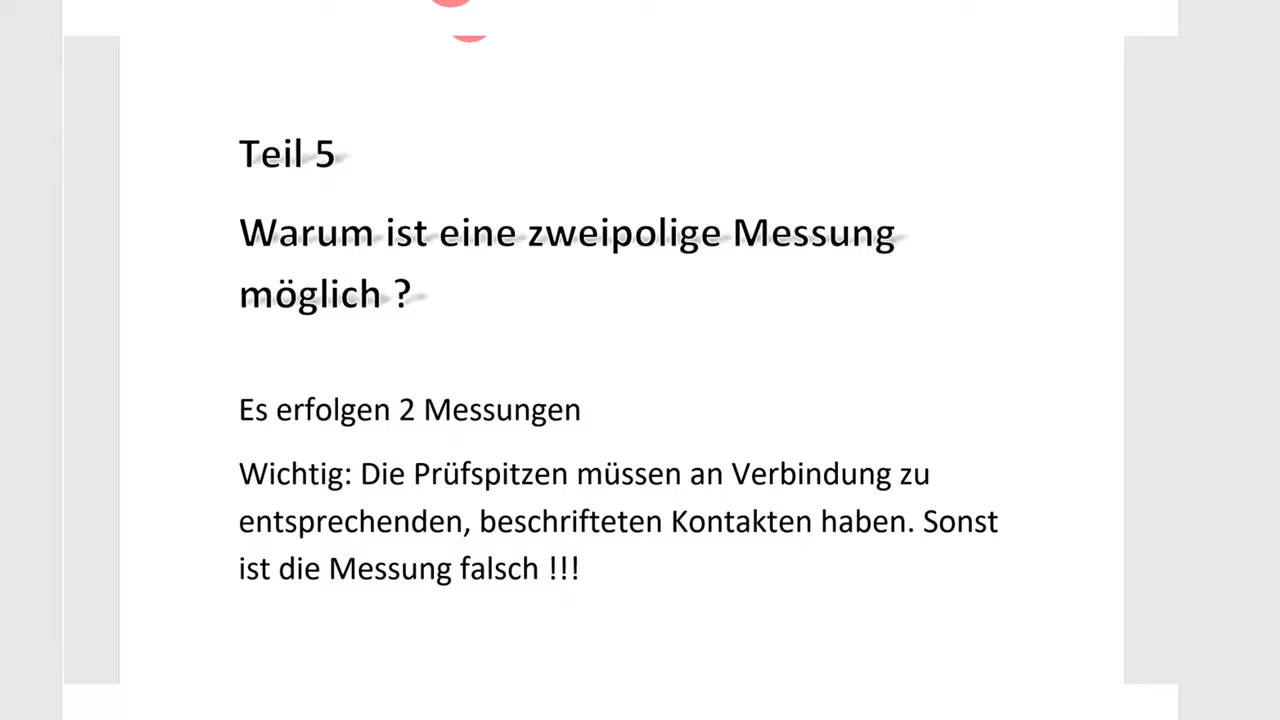 Teil 5
Warum ist eine zweipolige Messung
möglich ?
Es erfolgen 2 Messungen
Wichtig: Die Prüfspitzen müssen an Verbindung zu
entsprechenden, beschrifteten Kontakten haben. Sonst
ist die Messung falsch !!!